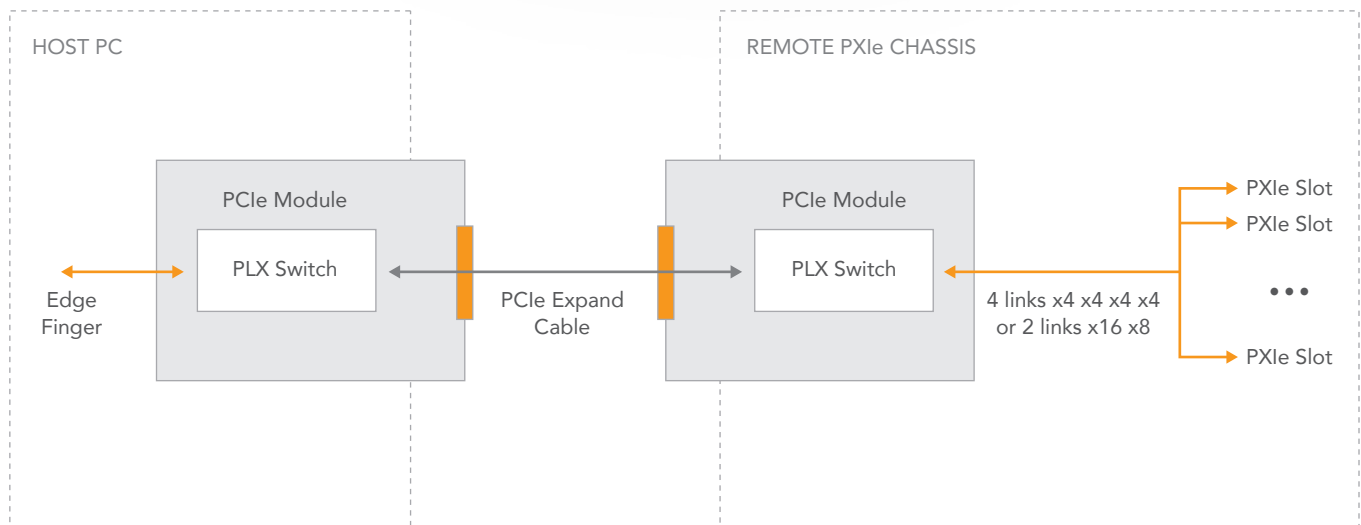 HOST PC
REMOTE PXIe CHASSIS
PCIe Module
PLX Switch
Edge
Finger
PCIe Expand
Cable
PCIe Module
PLX Switch
4 links x4 x4 x4 x4
or 2 links x16 x8
PXIe Slot
PXIe Slot
•••
PXIe Slot